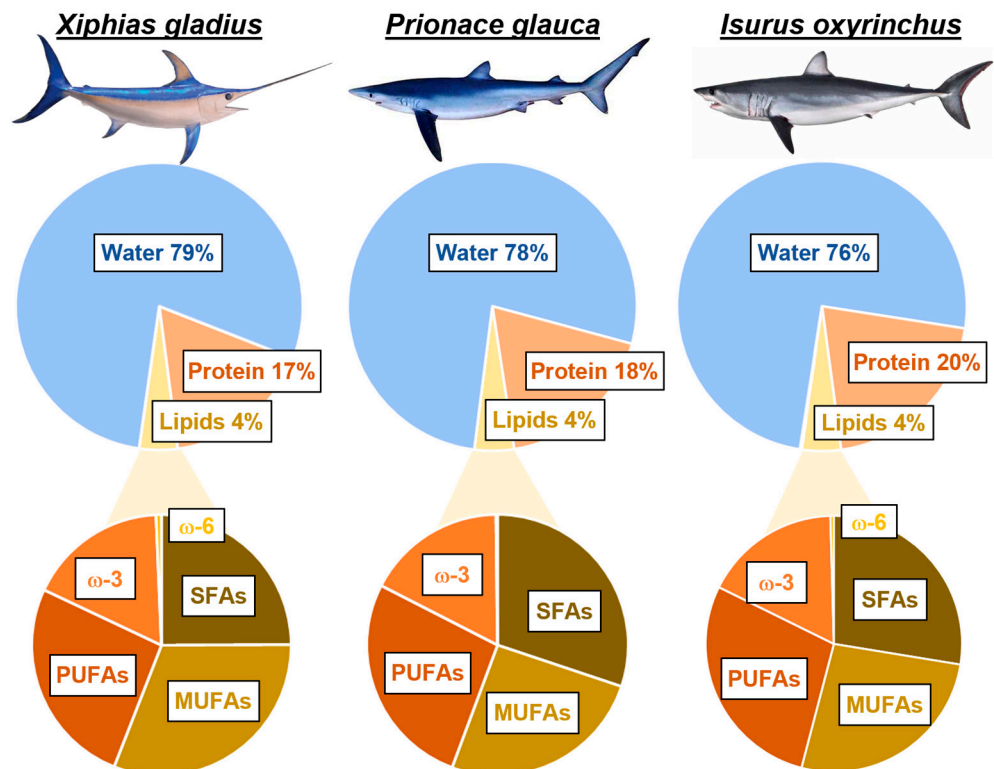 Xiphias gladius
Prionace glauca
Isurus oxyrinchus
Water 79%
Protein 17%
Lipids 4%
Water 78%
Protein 18%
Lipids 4%
Water 76%
Protein 20%
Lipids 4%
ω-6
ω-3
SFAs
PUFAs
MUFAs
ω-3
SFAs
PUFAs
MUFAs
ω-6
ω-3
SFAs
PUFAs
MUFAs